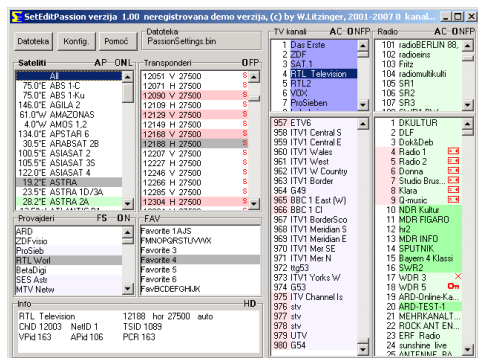 SetEditPassion verzija 1.00 neregistrovana demo verzija, (c) by W.Litzinger, 2001-2007 0 kanal...
Datoteka Konfig. Pomoć
Datoteka
PassionSettings.bin
Sateliti AP ONL
All
75.0°E ABS 1
75.0°E ABS 1-Ku
146.0°E AGILA 2
61.0°W AMAZONAS
4.0°W AMOS 1,2
134.0°E APSTAR 6
30.5°E ARABSAT 2B
100.5°E ASIASAT 2
105.5°E ASIASAT 3S
122.0°E ASIASAT 4
19.2°E ASTRA
23.5°E ASTRA 1D/3A
28.2°E ASTRA 2A
Transponderi OFP
12051 V 27500 S
12071 H 27500 S
12090 V 27500 S
12109 H 27500 S
12129 V 27500 S
12149 H 27500 S
12168 V 27500 S
12188 H 27500 S
12207 V 27500 S
12227 H 27500 S
12246 V 27500 S
12266 H 27500 S
12285 V 27500 S
12304 H 27500 S
Provajderi FS ON
ARD
ZDFvisio
ProSieb
RTL Worl
BetaDigi
SES Astr
MTV Netw
FAV
Favorite 1AJS
FMNOPQRSTUVWX
Favorite 3
Favorite 4
Favorite 5
Favorite 6
FavBCDEFGHIJK
Info HD
RTL Television 12188 hor 27500 auto
ChID 12003 NetID 1 TSID 1089
VPid 163 APid 106 PCR 163
TV kanali AC ONFP
1 Das Erste
2 ZDF
3 SAT.1
4 RTL Television
5 RTL2
6 VOX
7 ProSieben
957 ETV6
958 ITV1 Central S
959 ITV1 Central E
960 ITV1 Wales
961 ITV1 West
962 ITV1 W Country
963 ITV1 Border
964 G49
965 BBC 1 East (W)
966 BBC 1 CI
967 ITV1 BorderSco
968 ITV1 Meridian S
969 ITV1 Meridian E
970 ITV1 Mer SE
971 ITV1 Mer N
972 ttg53
973 ITV1 Yorks W
974 G53
975 ITV Channel Is
976 stv
977 stv
978 stv
979 UTV
980 G54
Radio AC ONFP
101 radioBERLIN 88,
102 radioeins
103 Fritz
104 radiomultikulti
105 SR1
106 SR2
107 SR3
1 DKULTUR
2 DLF
3 Dok&Deb
4 Radio 1
5 Radio 2
6 Donna
7 Studio Brus...
8 Klara
9 Q-music
10 NDR Kultur
11 MDR FIGARO
12 hr2
13 MDR INFO
14 SPUTNIK
15 Bayern 4 Klassi
16 SWR2
17 WDR 3
18 WDR 5
19 ARD-Online-Ka...
20 ARD-TEST-1
21 MEHRKANALT...
22 ROCK ANT EN...
23 ERF Radio
24 sunshine live
25 ANTENNE BA